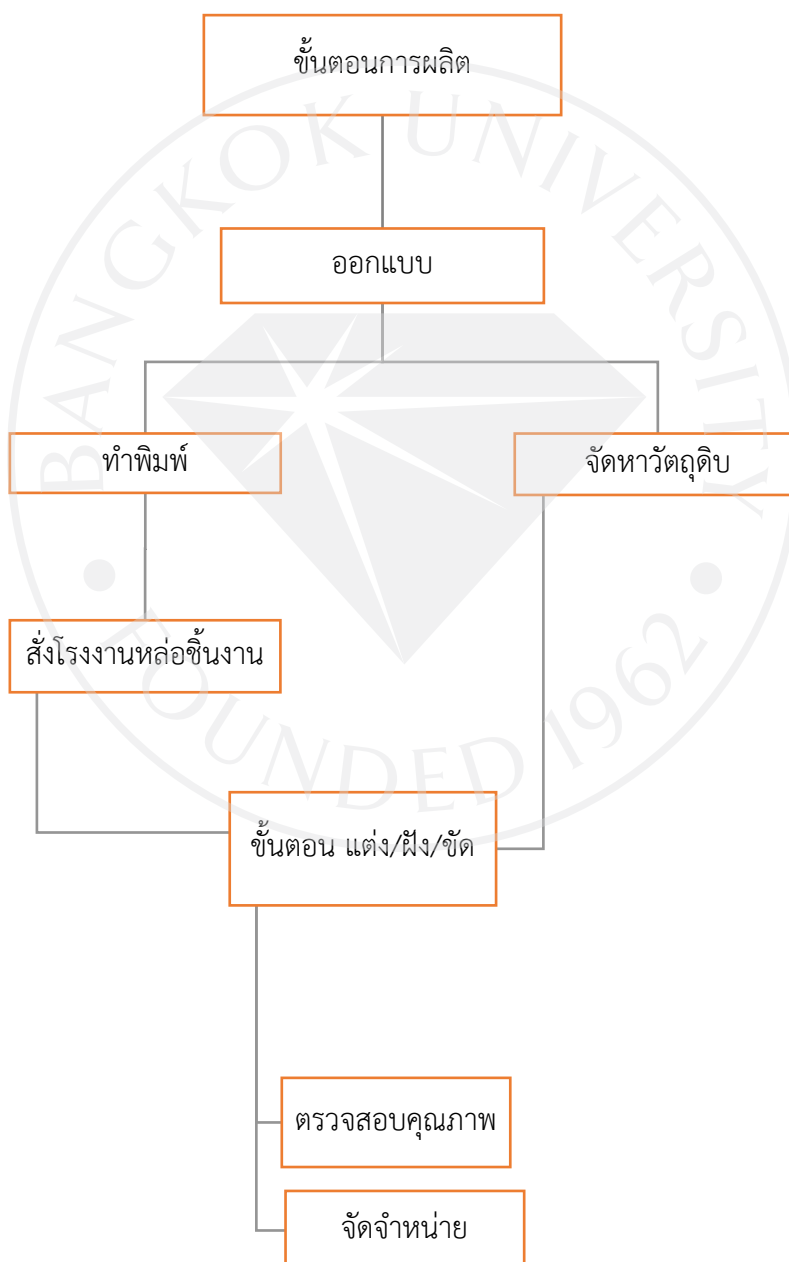 ขั้นตอนการผลิต
ออกแบบ
ทำพิมพ์
จัดหาวัตถุดิบ
สั่งโรงงานหล่อชิ้นงาน
ขั้นตอน แต่ง/ฝัง/ขัด
ตรวจสอบคุณภาพ
จัดจำหน่าย
BANGKOK UNIVERSITY
FOUNDED 1962